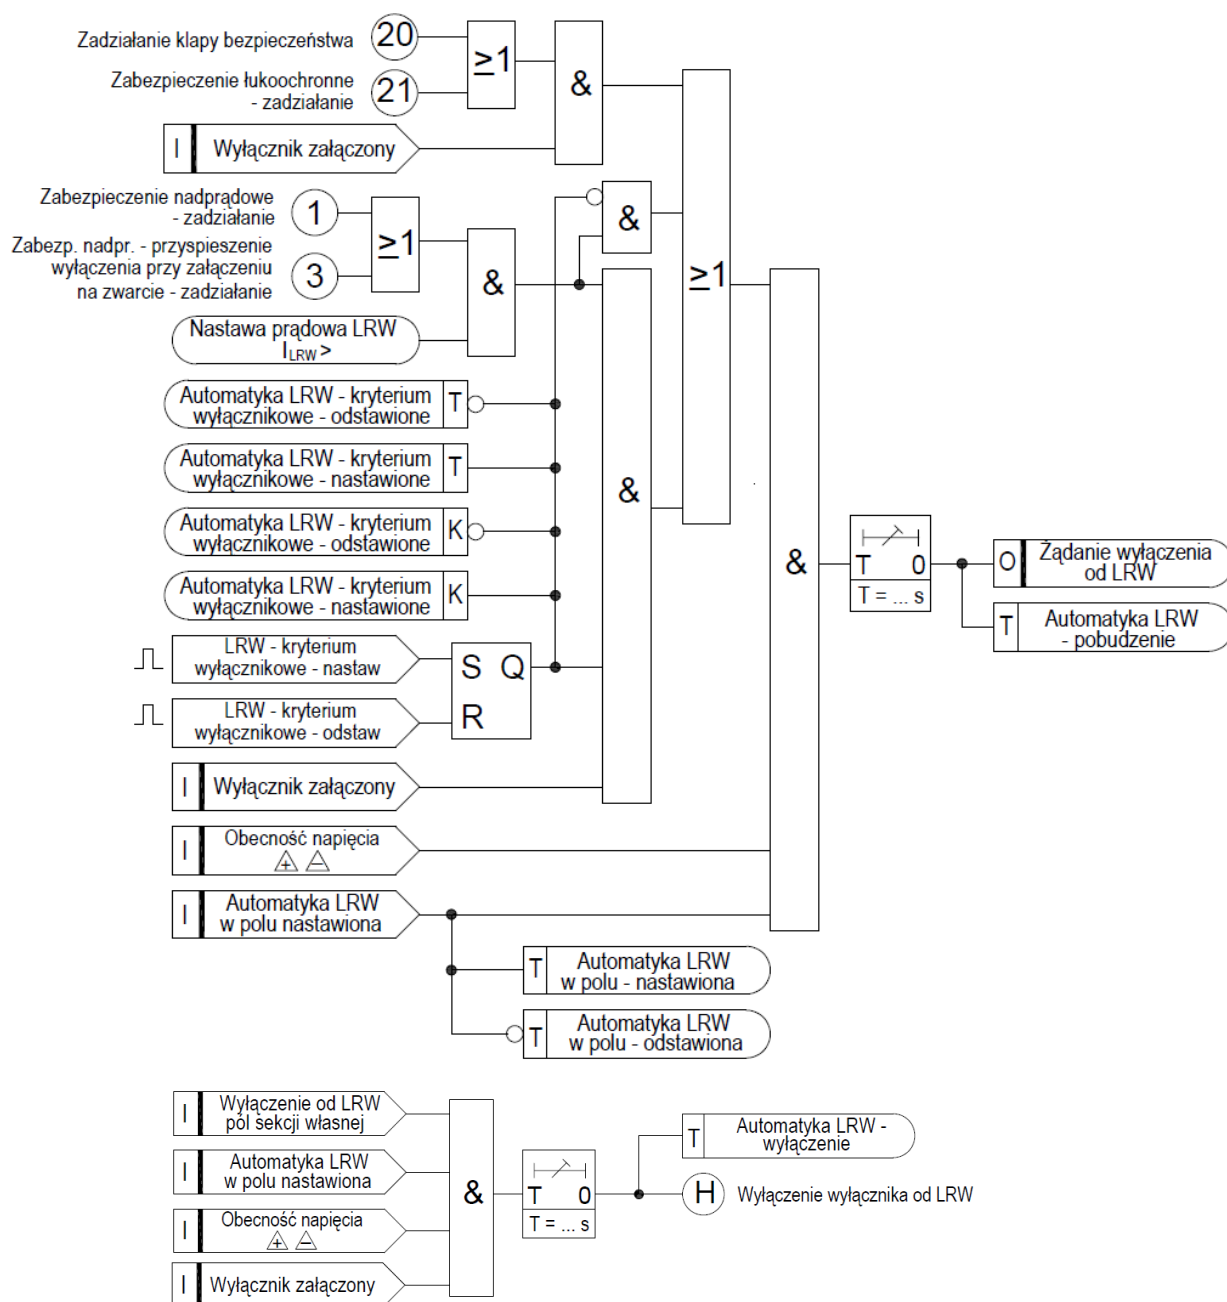 Zadziałanie klapy bezpieczeństwa
20
≥1
&
Zabezpieczenie łukoochronne
- zadziałanie
21
I Wyłącznik załączony
Zabezpieczenie nadprądowe
- zadziałanie
1
≥1
&
Zabezp. nadpr. - przyspieszenie
wyłączenia przy załączeniu
na zwarcie - zadziałanie
3
&
≥1
Nastawa prądowa LRW
ILRW >
Automatyka LRW - kryterium
wyłącznikowe - odstawione
T
Automatyka LRW - kryterium
wyłącznikowe - nastawione
T
&
Automatyka LRW - kryterium
wyłącznikowe - odstawione
K
Automatyka LRW - kryterium
wyłącznikowe - nastawione
K
&
T 0
T = ... s
O
Żądanie wyłączenia
od LRW
T
Automatyka LRW
- pobudzenie
LRW - kryterium
wyłącznikowe - nastaw
S Q
R
LRW - kryterium
wyłącznikowe - odstaw
I Wyłącznik załączony
I
Obecność napięcia
+ −
I
Automatyka LRW
w polu nastawiona
T
Automatyka LRW
w polu - nastawiona
T
Automatyka LRW
w polu - odstawiona
I
Wyłączenie od LRW
pól sekcji własnej
I
Automatyka LRW
w polu nastawiona
I
Obecność napięcia
+ −
I Wyłącznik załączony
&
T 0
T = ... s
T
Automatyka LRW -
wyłączenie
H Wyłączenie wyłącznika od LRW